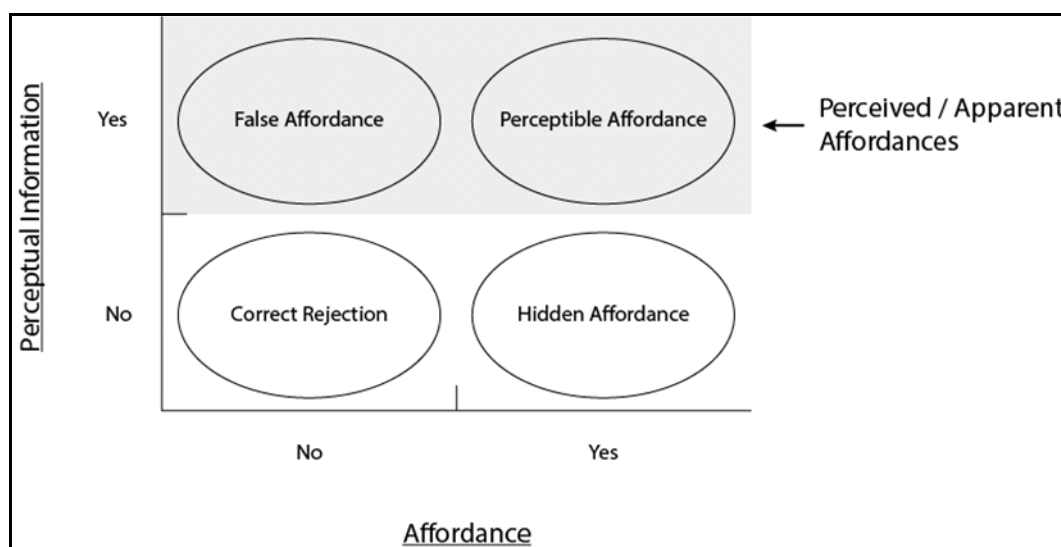 Perceptual Information
Yes
False Affordance
Perceptible Affordance
Perceived / Apparent
Affordances
No
Correct Rejection
Hidden Affordance
No
Yes
Affordance